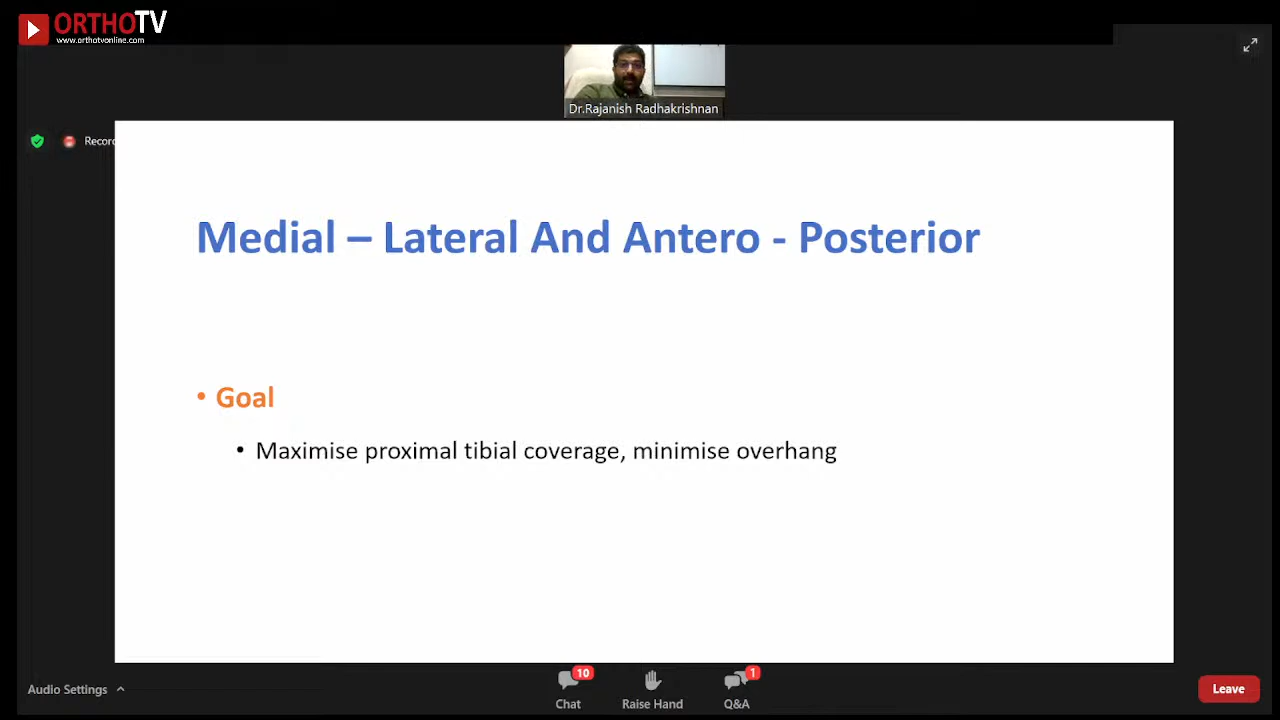 ORTHOTV
www.orthotvonline.com
Dr.Rajanish Radhakrishnan
Recor
Medial – Lateral And Antero - Posterior
• Goal
• Maximise proximal tibial coverage, minimise overhang
Audio Settings
10
Chat
Raise Hand
1
Q&A
Leave